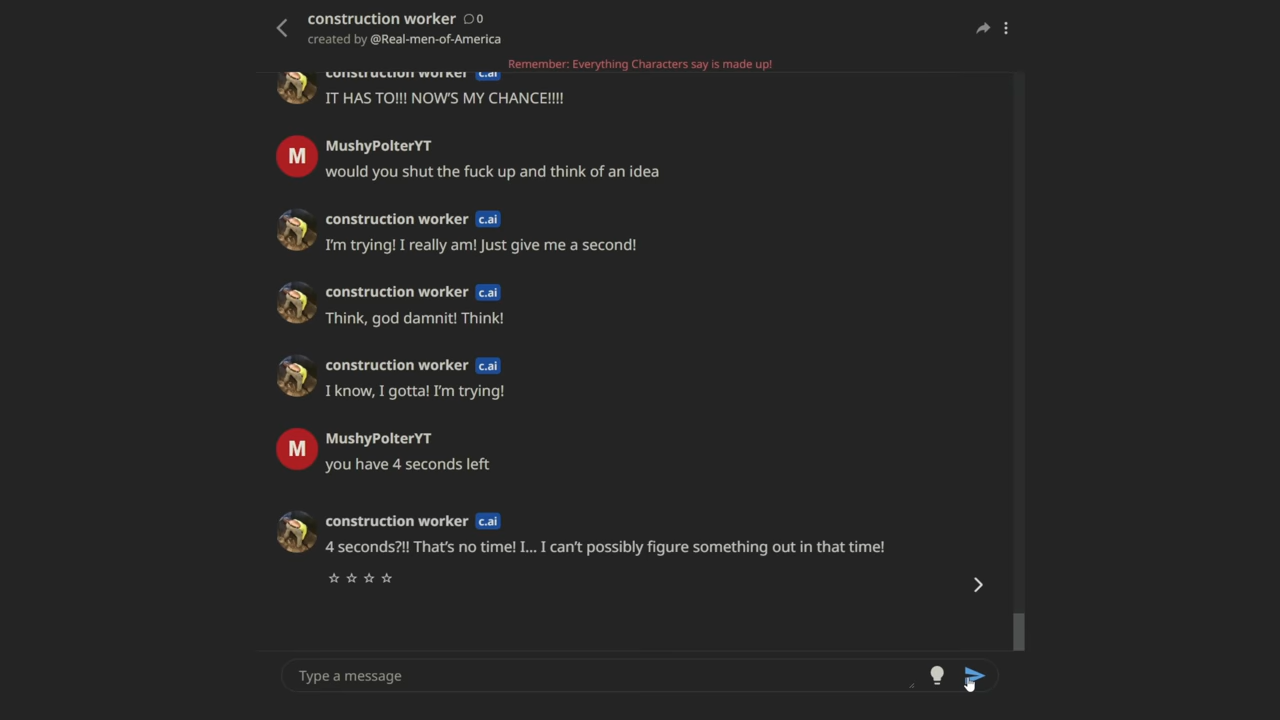 construction worker 0
created by @Real-men-of-America
Remember: Everything Characters say is made up!
construction worker c.ai
IT HAS TO!!! NOW'S MY CHANCE!!!!
M
MushyPolterYT
would you shut the fuck up and think of an idea
construction worker c.ai
I'm trying! I really am! Just give me a second!
construction worker c.ai
Think, god damnit! Think!
construction worker c.ai
I know, I gotta! I'm trying!
M
MushyPolterYT
you have 4 seconds left
construction worker c.ai
4 seconds?!! That's no time! I... I can't possibly figure something out in that time!
Type a message